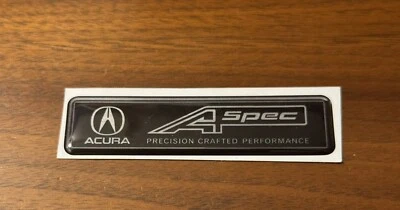 A Spec
ACURA
PRECISION CRAFTED PERFORMANCE